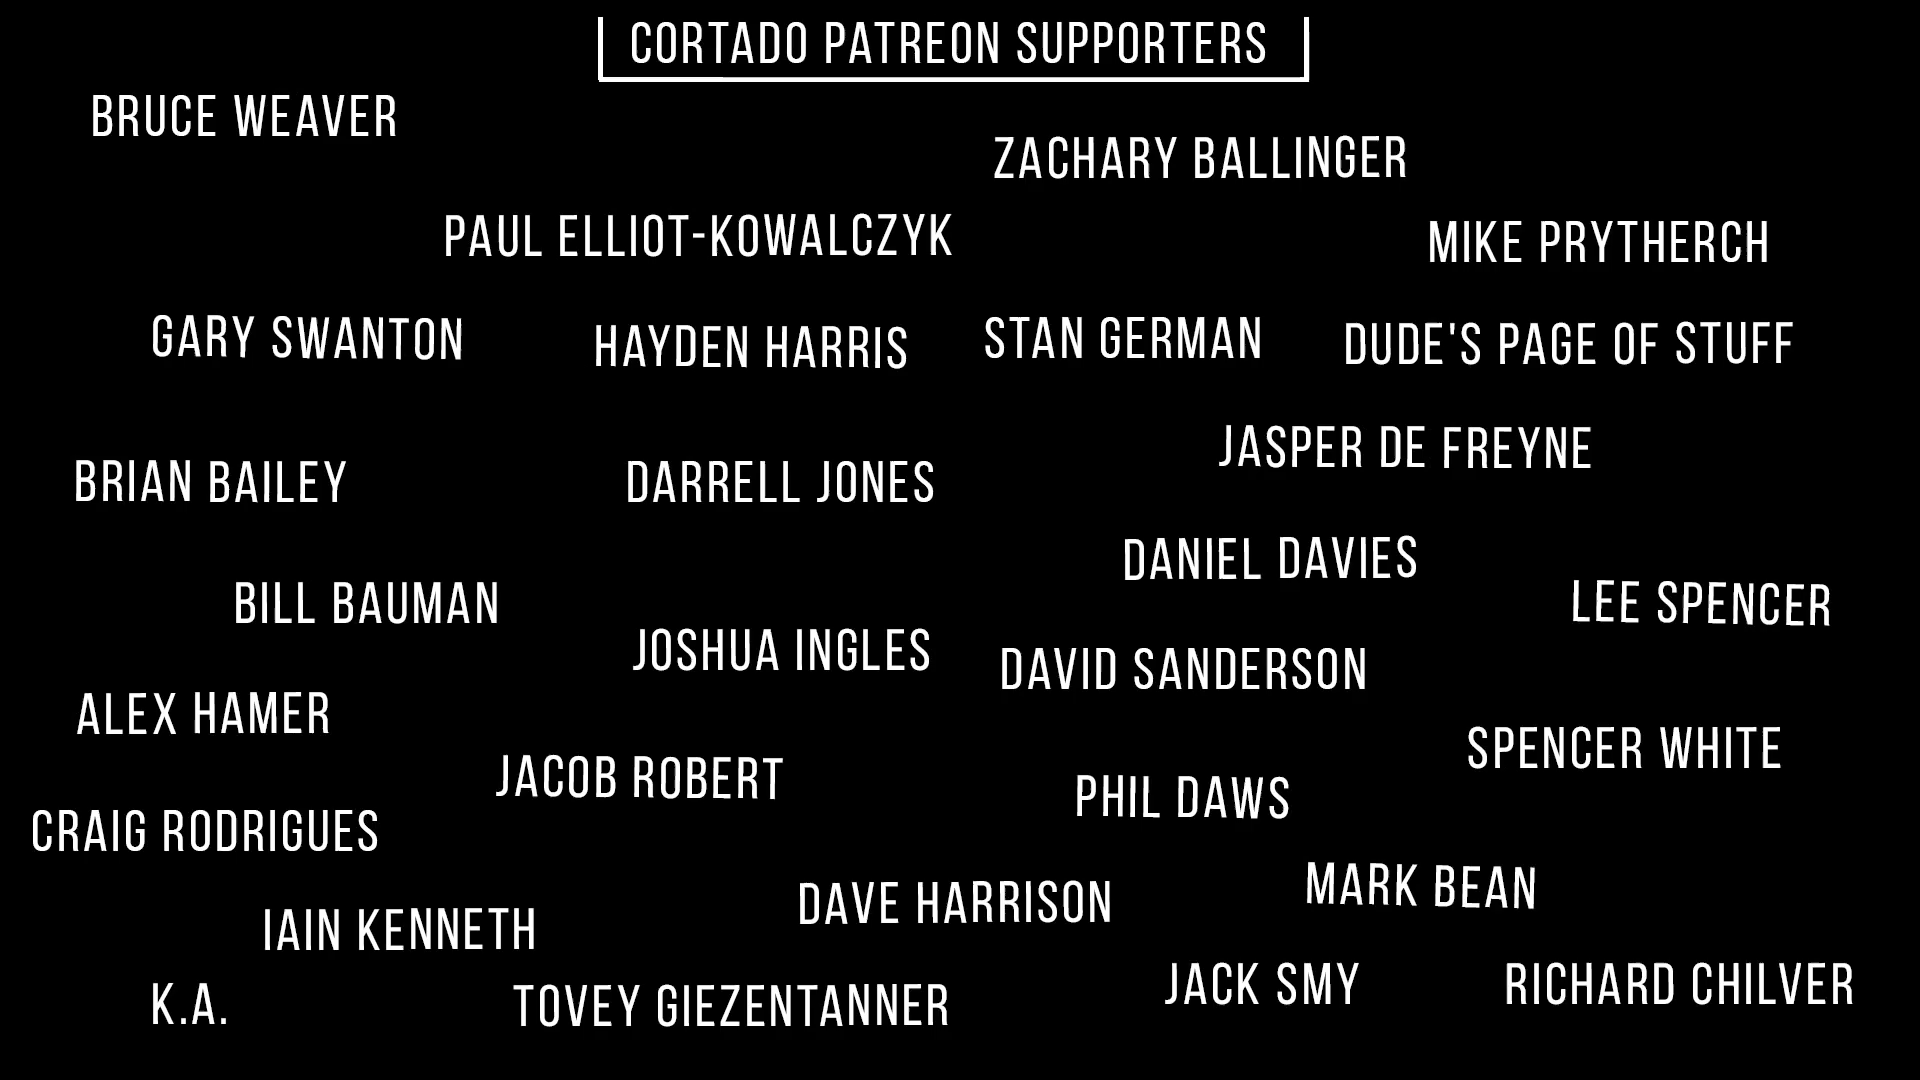 CORTADO PATREON SUPPORTERS
BRUCE WEAVER
ZACHARY BALLINGER
PAUL ELLIOT-KOWALCZYK
MIKE PRYTHERCH
GARY SWANTON
HAYDEN HARRIS
STAN GERMAN
DUDE'S PAGE OF STUFF
JASPER DE FREYNE
BRIAN BAILEY
DARRELL JONES
DANIEL DAVIES
BILL BAUMAN
LEE SPENCER
JOSHUA INGLES
DAVID SANDERSON
ALEX HAMER
SPENCER WHITE
JACOB ROBERT
PHIL DAWS
CRAIG RODRIGUES
MARK BEAN
DAVE HARRISON
IAIN KENNETH
JACK SMY
RICHARD CHILVER
K.A.
TOVEY GIEZENTANNER